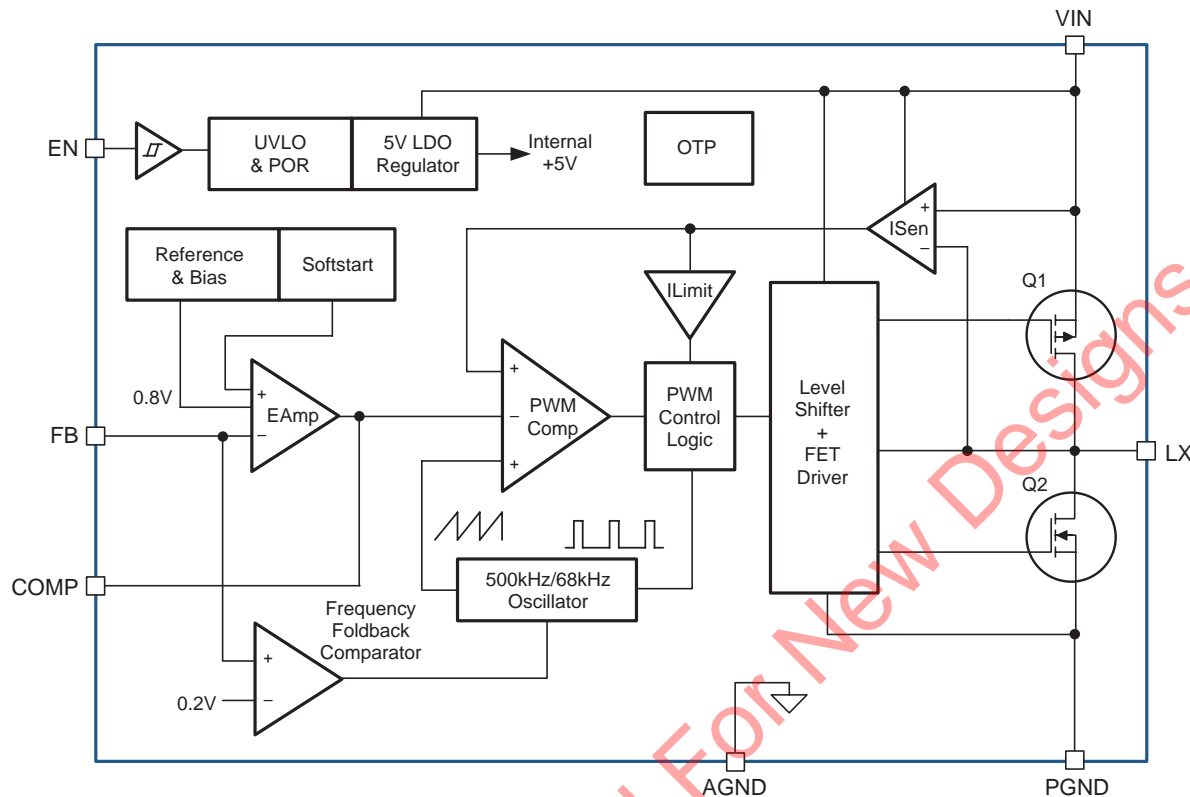 VIN
EN
UVLO
& POR
5V LDO
Regulator
Internal
+5V
OTP
Reference
& Bias
Softstart
ISen
+
−
ILimit
Q1
0.8V
+
−
EAmp
FB
+
−
+
PWM
Comp
PWM
Control
Logic
Level
Shifter
+
FET
Driver
LX
Q2
COMP
500kHz/68kHz
Oscillator
Frequency
Foldback
Comparator
+
−
0.2V
AGND
PGND
For New Designs